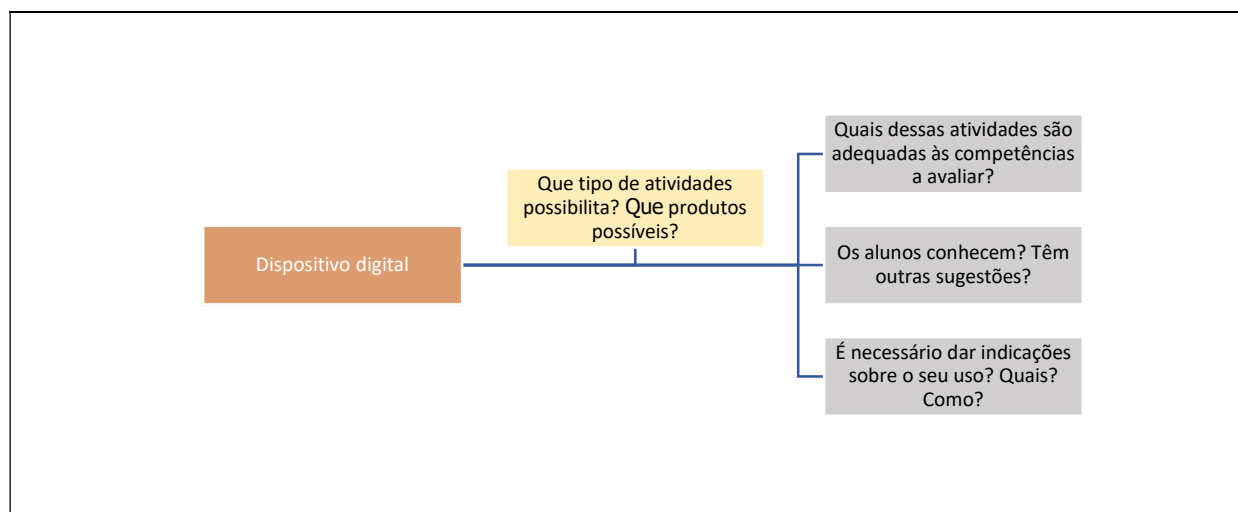 Quais dessas atividades são
adequadas às competências
a avaliar?
Que tipo de atividades
possibilita? Que produtos
possíveis?
Dispositivo digital
Os alunos conhecem? Têm
outras sugestões?
É necessário dar indicações
sobre o seu uso? Quais?
Como?